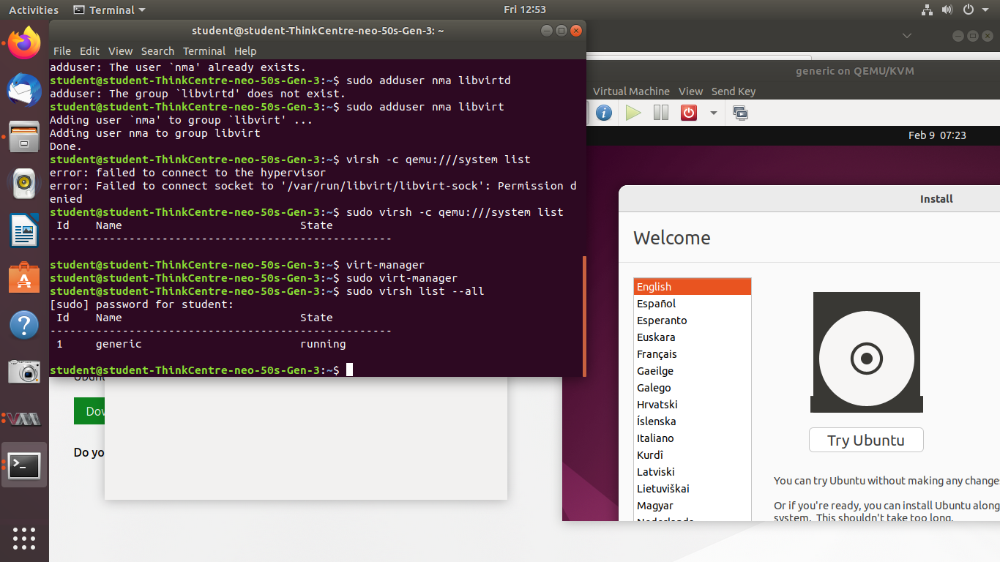 Activities
Terminal
Fri 12:53
student@student-ThinkCentre-neo-50s-Gen-3: ~
File Edit View Search Terminal Help
adduser: The user `nma' already exists.
student@student-ThinkCentre-neo-50s-Gen-3:~$ sudo adduser nma libvirtd
adduser: The group `libvirtd' does not exist.
student@student-ThinkCentre-neo-50s-Gen-3:~$ sudo adduser nma libvirt
Adding user `nma' to group `libvirt' ...
Adding user nma to group libvirt
Done.
student@student-ThinkCentre-neo-50s-Gen-3:~$ virsh -c qemu:///system list
error: failed to connect to the hypervisor
error: Failed to connect socket to '/var/run/libvirt/libvirt-sock': Permission d
enied
student@student-ThinkCentre-neo-50s-Gen-3:~$ sudo virsh -c qemu:///system list
Id Name State
----------------------------------------------------
student@student-ThinkCentre-neo-50s-Gen-3:~$ virt-manager
student@student-ThinkCentre-neo-50s-Gen-3:~$ sudo virt-manager
student@student-ThinkCentre-neo-50s-Gen-3:~$ sudo virsh list --all
[sudo] password for student:
Id Name State
----------------------------------------------------
1 generic running
student@student-ThinkCentre-neo-50s-Gen-3:~$
Dow
Do yo
generic on QEMU/KVM
Virtual Machine View Send Key
Feb 9 07:23
Install
Welcome
English
Español
Esperanto
Euskara
Français
Gaeilge
Galego
Hrvatski
Íslenska
Italiano
Kurdî
Latviski
Lietuviškai
Magyar
Try Ubuntu
You can try Ubuntu without making any changes
Or if you're ready, you can install Ubuntu along
system. This shouldn't take too long.